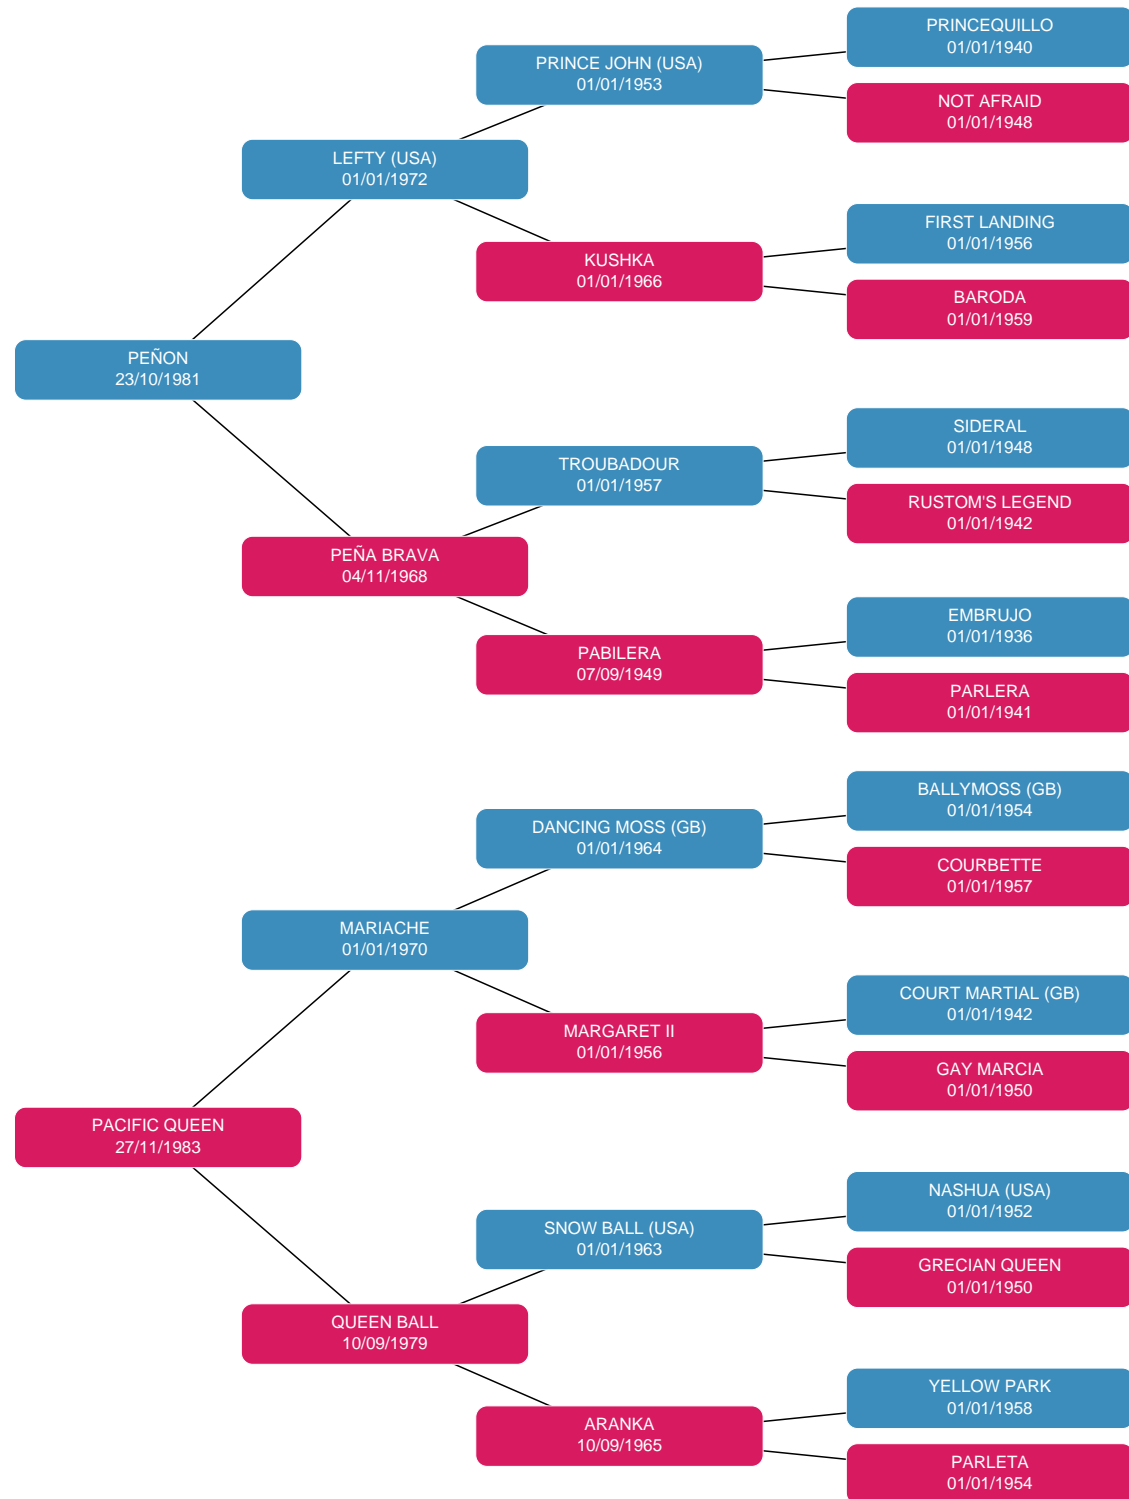 PRINCEQUILLO
01/01/1940
PRINCE JOHN (USA)
01/01/1953
NOT AFRAID
01/01/1948
LEFTY (USA)
01/01/1972
FIRST LANDING
01/01/1956
KUSHKA
01/01/1966
BARODA
01/01/1959
PEÑON
23/10/1981
SIDERAL
01/01/1948
TROUBADOUR
01/01/1957
RUSTOM'S LEGEND
01/01/1942
PEÑA BRAVA
04/11/1968
EMBRUJO
01/01/1936
PABILERA
07/09/1949
PARLERA
01/01/1941
BALLYMOSS (GB)
01/01/1954
DANCING MOSS (GB)
01/01/1964
COURBETTE
01/01/1957
MARIACHE
01/01/1970
COURT MARTIAL (GB)
01/01/1942
MARGARET II
01/01/1956
GAY MARCIA
01/01/1950
PACIFIC QUEEN
27/11/1983
NASHUA (USA)
01/01/1952
SNOW BALL (USA)
01/01/1963
GRECIAN QUEEN
01/01/1950
QUEEN BALL
10/09/1979
YELLOW PARK
01/01/1958
ARANKA
10/09/1965
PARLETA
01/01/1954